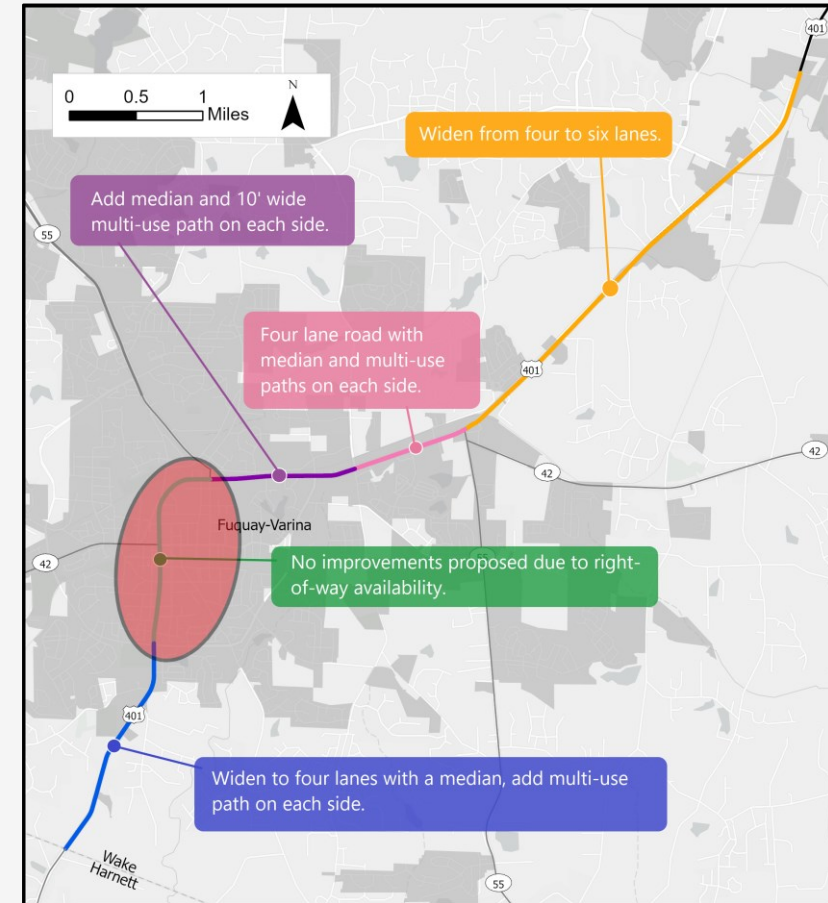 401
N
0 0.5 1
Miles
Widen from four to six lanes.
Add median and 10' wide
multi-use path on each side.
55
Four lane road with
median and multi-use
paths on each side.
401
42
42
Fuquay-Varina
42
55
No improvements proposed due to right-
of-way availability.
401
Widen to four lanes with a median, add multi-use
path on each side.
Wake
Harnett
55